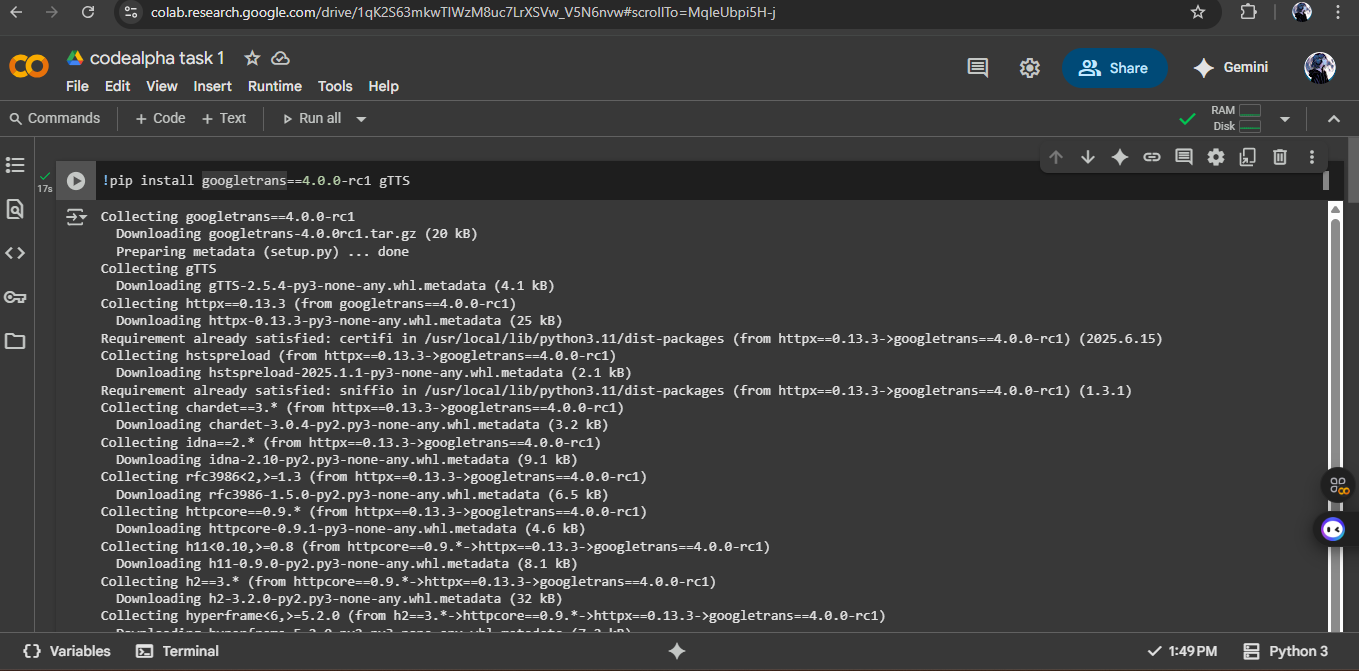 colab.research.google.com/drive/1qK2S63mkwTlWzM8uc7LrXSVw_V5N6nvw#scrollTo=MqIeUbpi5H-j
codealpha task 1
File Edit View Insert Runtime Tools Help
Share
Gemini
Commands + Code + Text Run all
RAM
Disk
17s
!pip install googletrans==4.0.0-rc1 gTTS
Collecting googletrans==4.0.0-rc1
Downloading googletrans-4.0.0rc1.tar.gz (20 kB)
Preparing metadata (setup.py) ... done
Collecting gTTS
Downloading gTTS-2.5.4-py3-none-any.whl.metadata (4.1 kB)
Collecting httpx==0.13.3 (from googletrans==4.0.0-rc1)
Downloading httpx-0.13.3-py3-none-any.whl.metadata (25 kB)
Requirement already satisfied: certifi in /usr/local/lib/python3.11/dist-packages (from httpx==0.13.3->googletrans==4.0.0-rc1) (2025.6.15)
Collecting hstspreload (from httpx==0.13.3->googletrans==4.0.0-rc1)
Downloading hstspreload-2025.1.1-py3-none-any.whl.metadata (2.1 kB)
Requirement already satisfied: sniffio in /usr/local/lib/python3.11/dist-packages (from httpx==0.13.3->googletrans==4.0.0-rc1) (1.3.1)
Collecting chardet==3.* (from httpx==0.13.3->googletrans==4.0.0-rc1)
Downloading chardet-3.0.4-py2.py3-none-any.whl.metadata (3.2 kB)
Collecting idna==2.* (from httpx==0.13.3->googletrans==4.0.0-rc1)
Downloading idna-2.10-py2.py3-none-any.whl.metadata (9.1 kB)
Collecting rfc3986<2,>=1.3 (from httpx==0.13.3->googletrans==4.0.0-rc1)
Downloading rfc3986-1.5.0-py2.py3-none-any.whl.metadata (6.5 kB)
Collecting httpcore==0.9.* (from httpx==0.13.3->googletrans==4.0.0-rc1)
Downloading httpcore-0.9.1-py3-none-any.whl.metadata (4.6 kB)
Collecting h11<0.10,>=0.8 (from httpcore==0.9.*->httpx==0.13.3->googletrans==4.0.0-rc1)
Downloading h11-0.9.0-py2.py3-none-any.whl.metadata (8.1 kB)
Collecting h2==3.* (from httpcore==0.9.*->httpx==0.13.3->googletrans==4.0.0-rc1)
Downloading h2-3.2.0-py2.py3-none-any.whl.metadata (32 kB)
Collecting hyperframe<6,>=5.2.0 (from h2==3.*->httpcore==0.9.*->httpx==0.13.3->googletrans==4.0.0-rc1)
Variables Terminal 1:49 PM Python 3